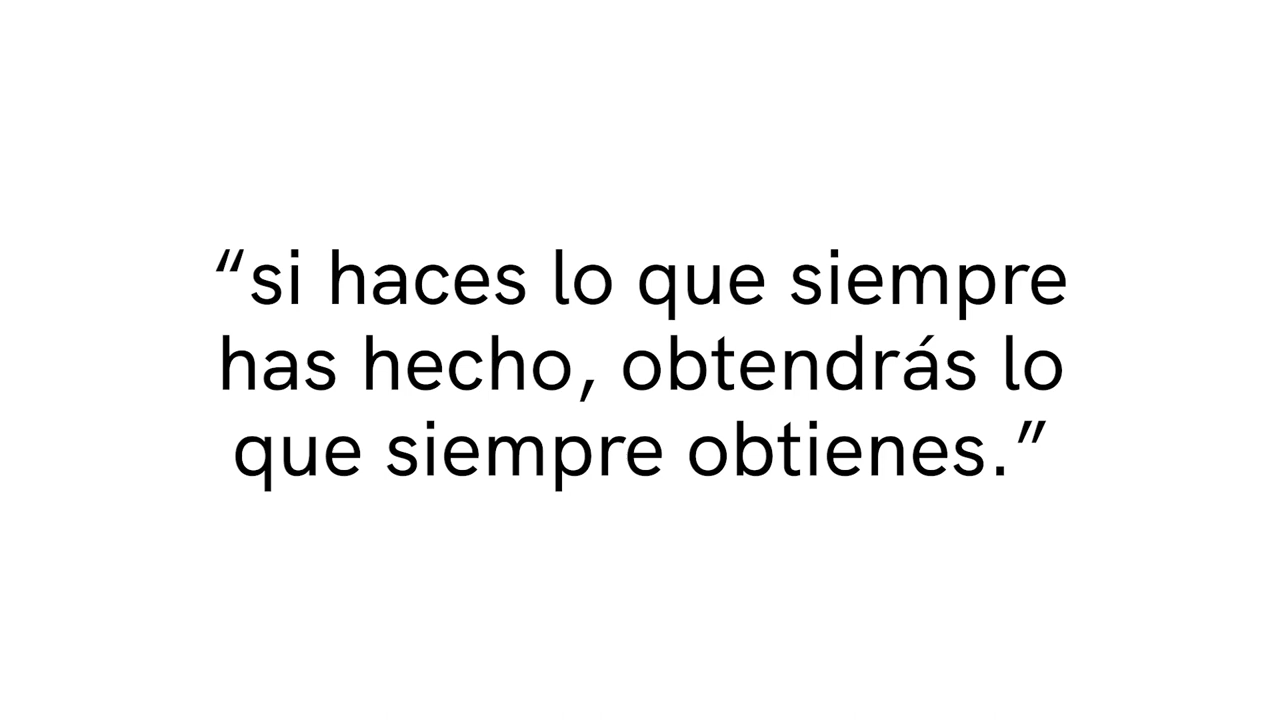 “si haces lo que siempre
has hecho, obtendrás lo
que siempre obtienes.”